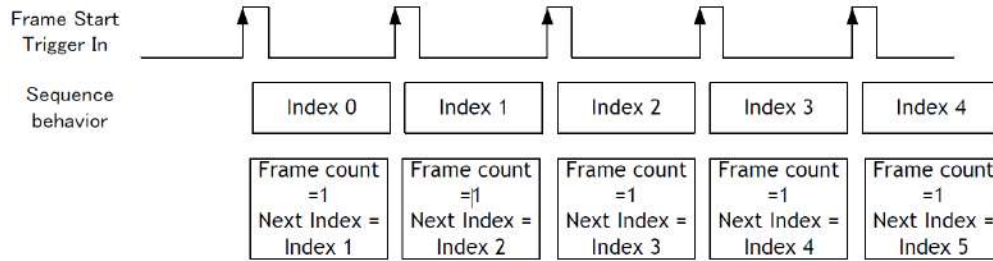 Frame Start
Trigger In
Sequence
behavior
Index 0
Index 1
Index 2
Index 3
Index 4
Frame count
=1
Next Index =
Index 1
Frame count
=1
Next Index =
Index 2
Frame count
=1
Next Index =
Index 3
Frame count
=1
Next Index =
Index 4
Frame count
=1
Next Index =
Index 5